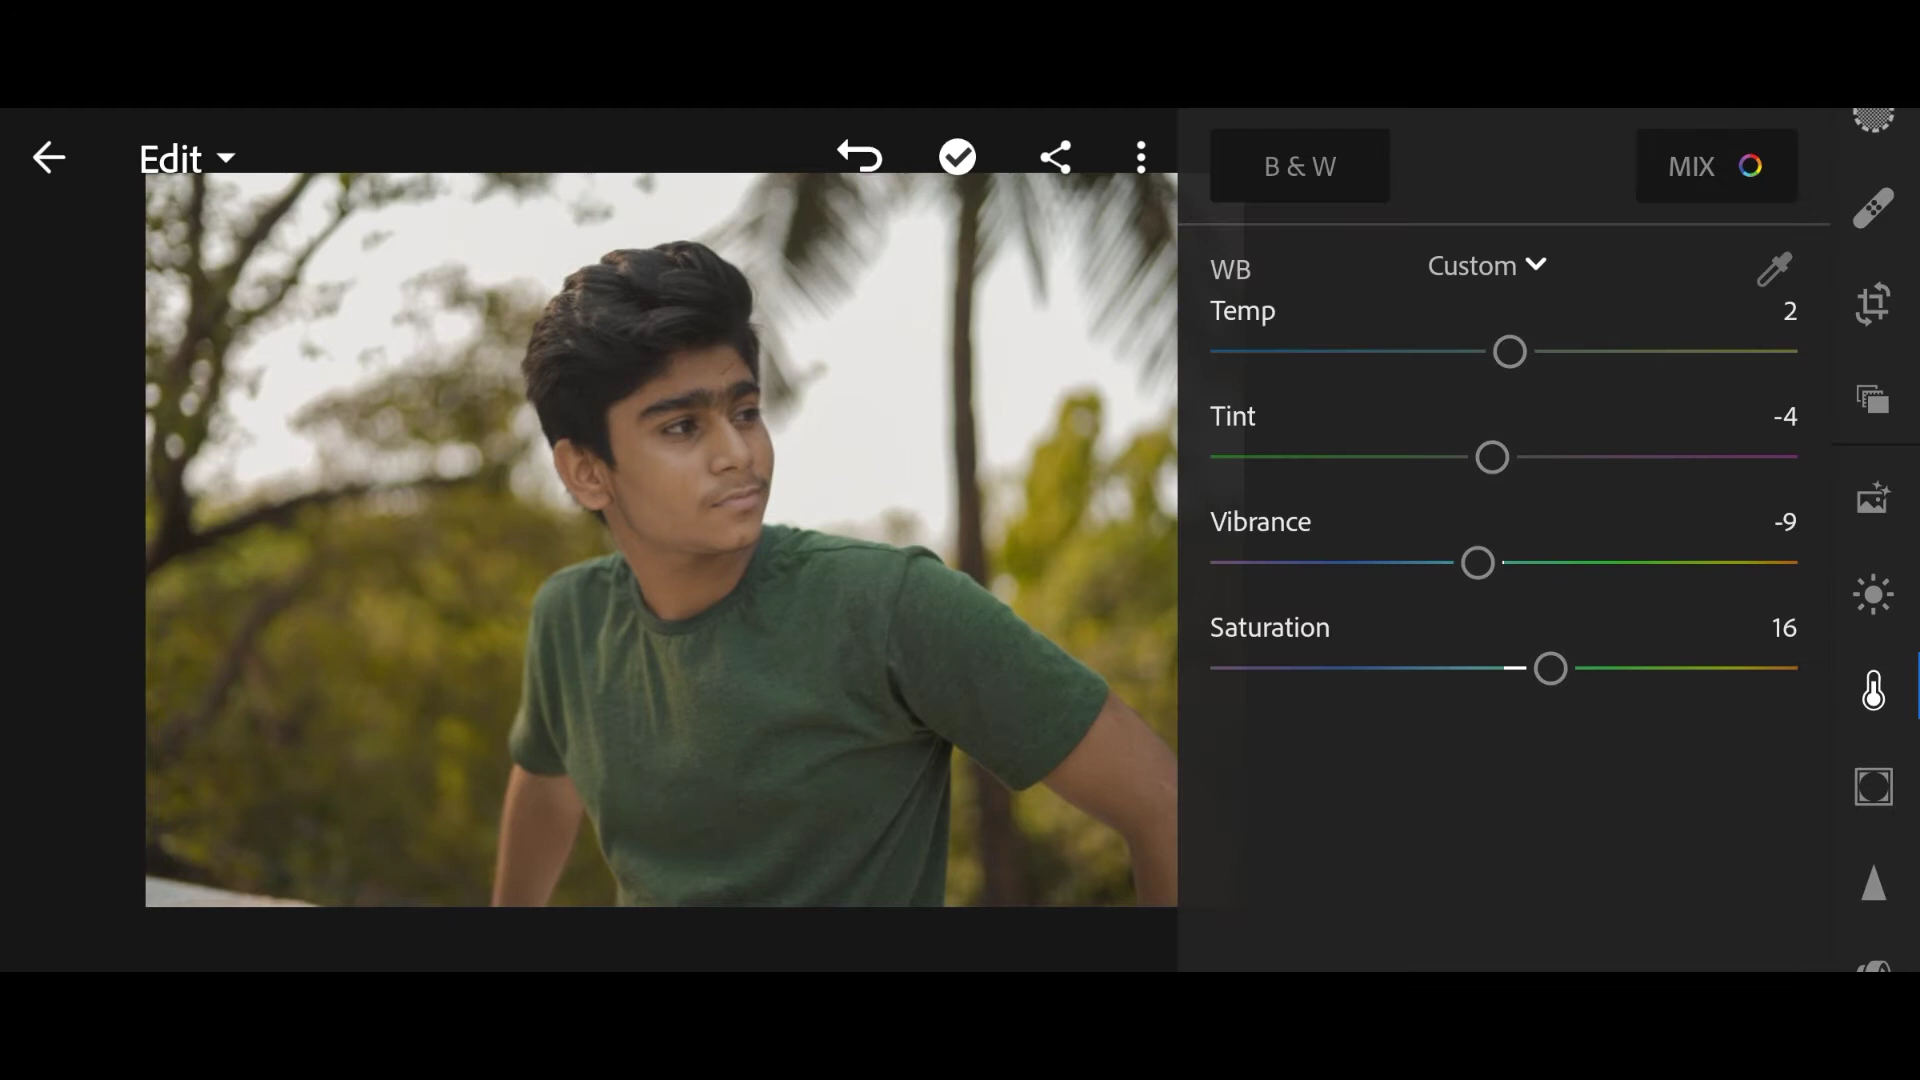 Edit
B & W
MIX
WB
Custom
Temp
2
Tint
-4
Vibrance
-9
Saturation
16